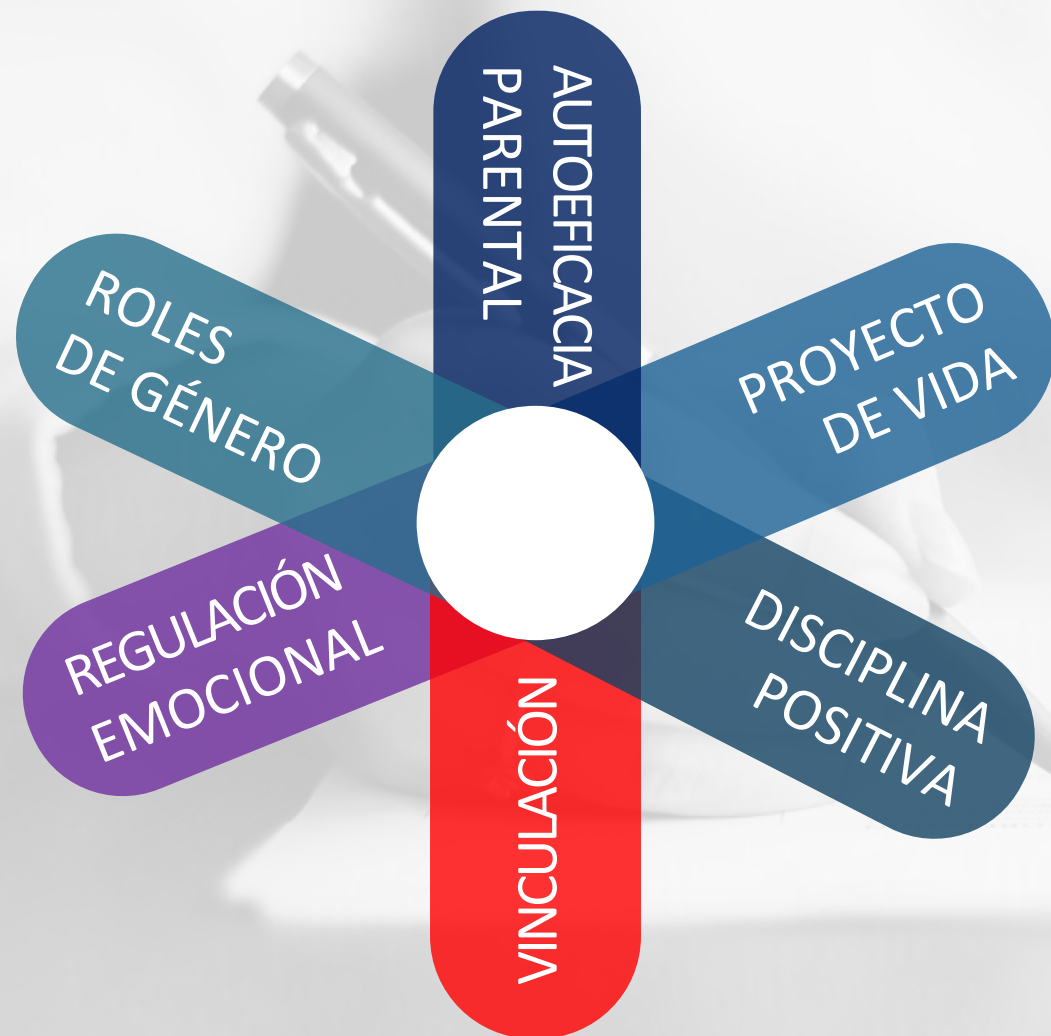 AUTOEFICACIA
PARENTAL
PROYECTO
DE VIDA
DISCIPLINA
POSITIVA
VINCULACIÓN
REGULACIÓN
EMOCIONAL
ROLES
DE GÉNERO